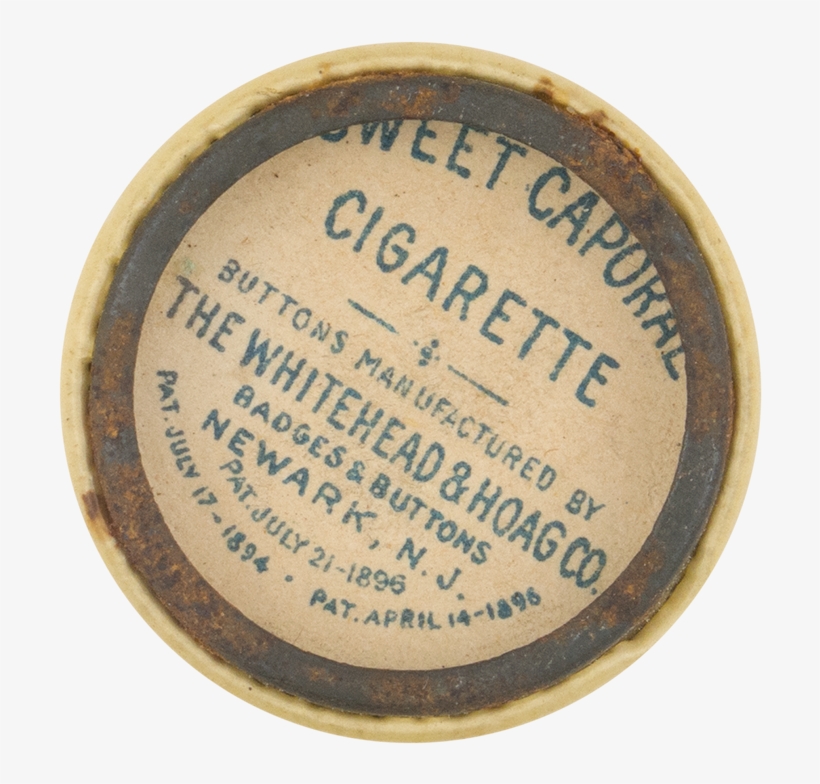 SWEET CAPORAL
CIGARETTE
BUTTONS MANUFACTURED BY
THE WHITEHEAD & HOAG CO.
BADGES & BUTTONS
NEWARK, N. J.
PAT. JULY 21-1896
PAT. JULY 17-1894 · PAT. APRIL 14-1896